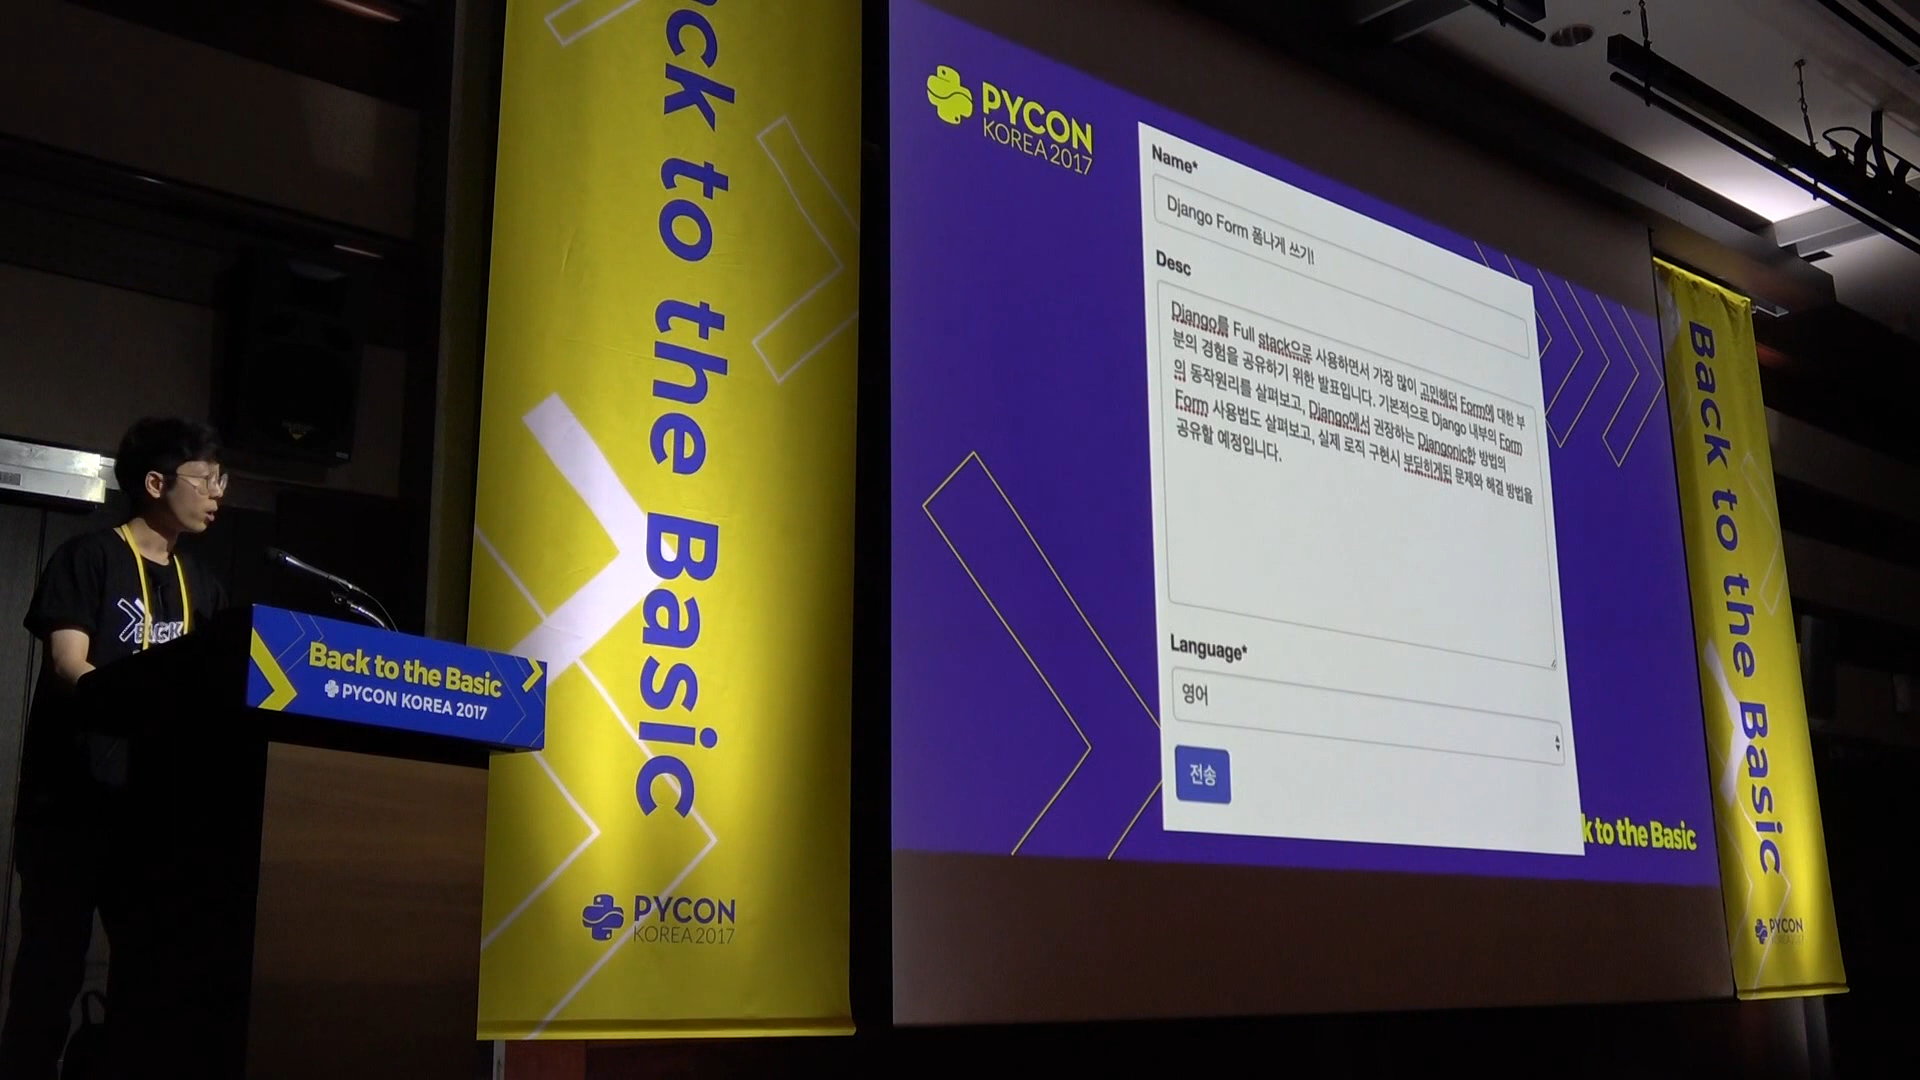 BACK
Back to the Basic
PYCON KOREA 2017
ck to the Basic
PYCON
KOREA 2017
PYCON
KOREA 2017
Name*
Django Form 폼나게 쓰기!
Desc
Django를 Full stack으로 사용하면서 가장 많이 고민해던 Form에 대한 부
분의 경험을 공유하기 위한 발표입니다. 기본적으로 Django 내부의 Form
의 동작원리를 살펴보고, Django에서 권장하는 Djangonic한 방법의
Form 사용법도 살펴보고, 실제 로직 구현시 부딪히게된 문제와 해결 방법을
공유할 예정입니다.
Language*
영어
전송
k to the Basic
Back to the Basic
PYCON
KOREA 2017